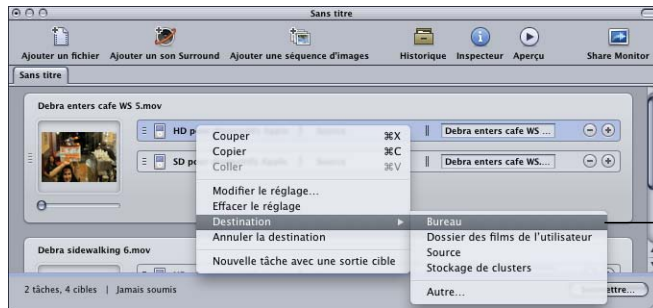 Sans titre
Ajouter un fichier Ajouter un son Surround Ajouter une séquence d'images Historique Inspecteur Aperçu Share Monitor
Sans titre
Debra enters cafe WS 5.mov
HD Debra enters cafe WS ...
SD Debra enters cafe WS....
Couper ⌘X
Copier ⌘C
Coller ⌘V
Modifier le réglage...
Effacer le réglage
Destination
Annuler la destination
Nouvelle tâche avec une sortie cible
Bureau
Dossier des films de l'utilisateur
Source
Stockage de clusters
Autre...
Debra sidewalking 6.mov
2 tâches, 4 cibles | Jamais soumis